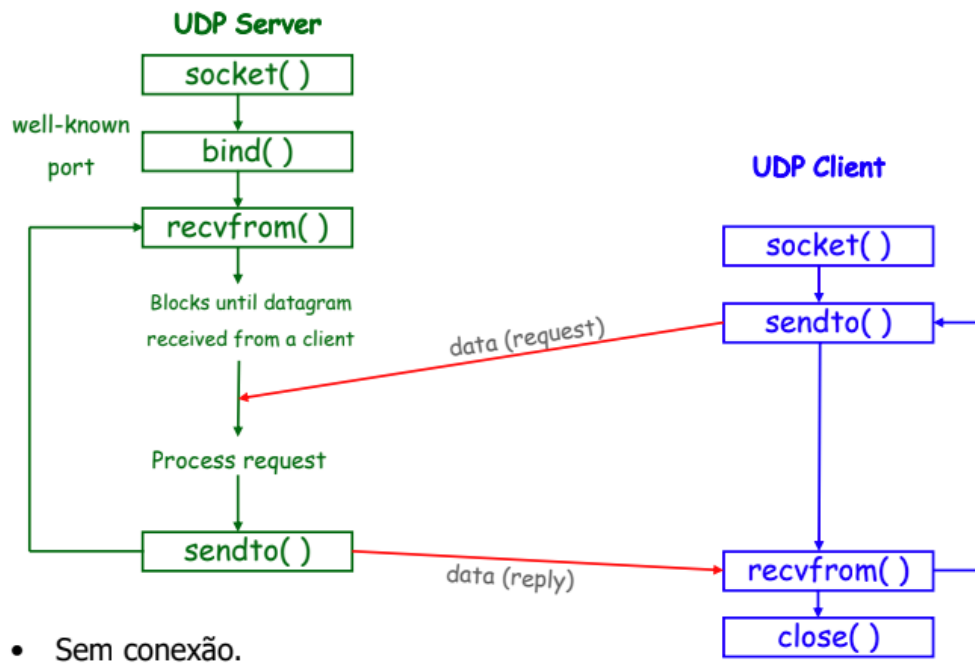 UDP Server
socket( )
well-known
port
bind( )
recvfrom( )
Blocks until datagram
received from a client
Process request
sendto( )
data (request)
data (reply)
UDP Client
socket( )
sendto( )
recvfrom( )
close( )
• Sem conexão.